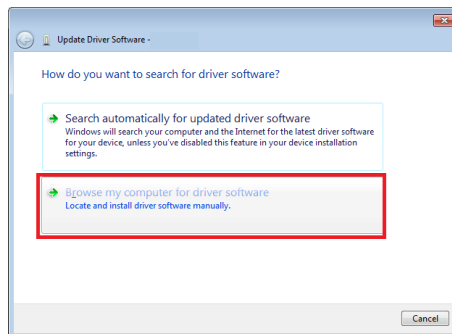 Update Driver Software -
How do you want to search for driver software?
Search automatically for updated driver software
Windows will search your computer and the Internet for the latest driver software
for your device, unless you've disabled this feature in your device installation
settings.
Browse my computer for driver software
Locate and install driver software manually.
Cancel